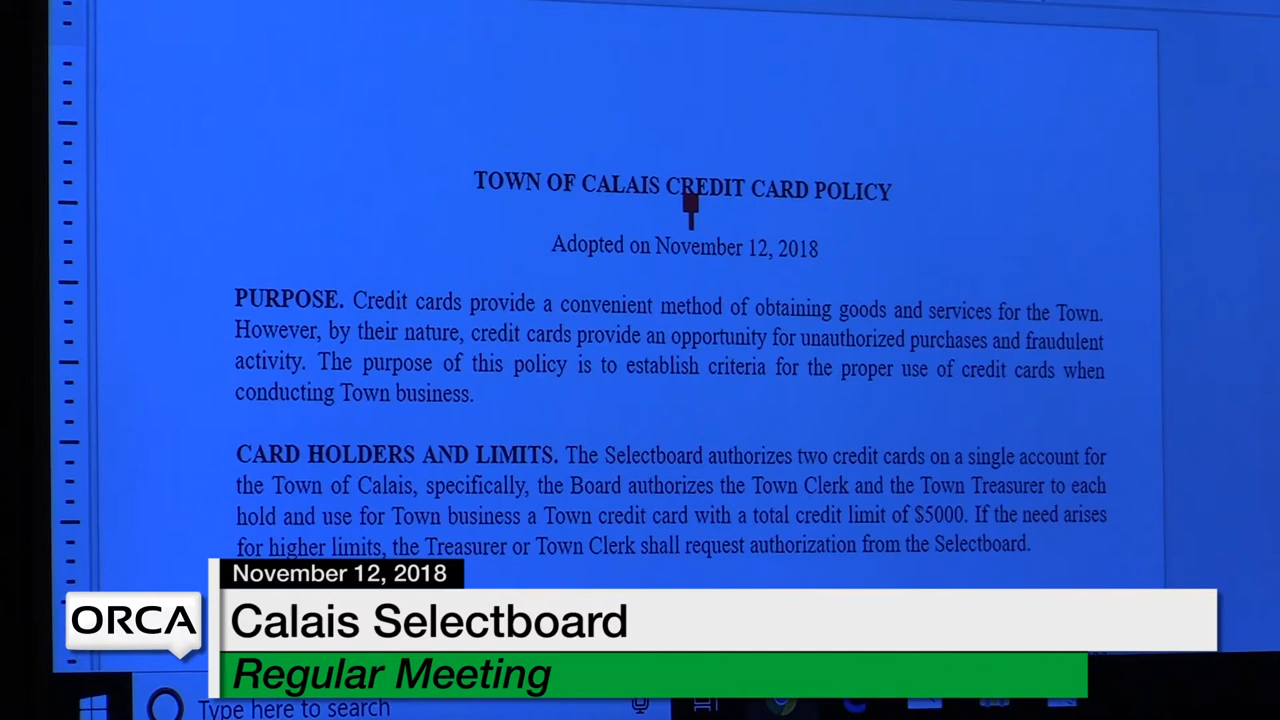 TOWN OF CALAIS CREDIT CARD POLICY
Adopted on November 12, 2018
PURPOSE. Credit cards provide a convenient method of obtaining goods and services for the Town.
However, by their nature, credit cards provide an opportunity for unauthorized purchases and fraudulent
activity. The purpose of this policy is to establish criteria for the proper use of credit cards when
conducting Town business.
CARD HOLDERS AND LIMITS. The Selectboard authorizes two credit cards on a single account for
the Town of Calais, specifically, the Board authorizes the Town Clerk and the Town Treasurer to each
hold and use for Town business a Town credit card with a total credit limit of $5000. If the need arises
for higher limits, the Treasurer or Town Clerk shall request authorization from the Selectboard.
November 12, 2018
ORCA
Calais Selectboard
Regular Meeting
Type here to search